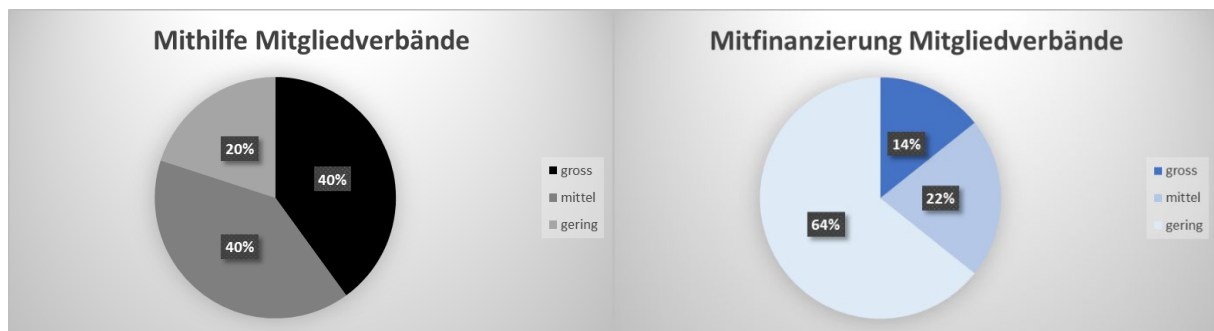 Mithilfe Mitgliedverbände
20%
40%
40%
gross
mittel
gering
Mitfinanzierung Mitgliedverbände
14%
22%
64%
gross
mittel
gering